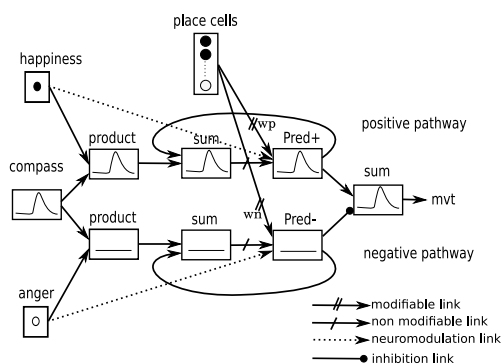 place cells
happiness
wp
positive pathway
product
sum
Pred+
compass
sum
mvt
product
sum
wn
Pred-
negative pathway
anger
modifiable link
non modifiable link
neuromodulation link
inhibition link